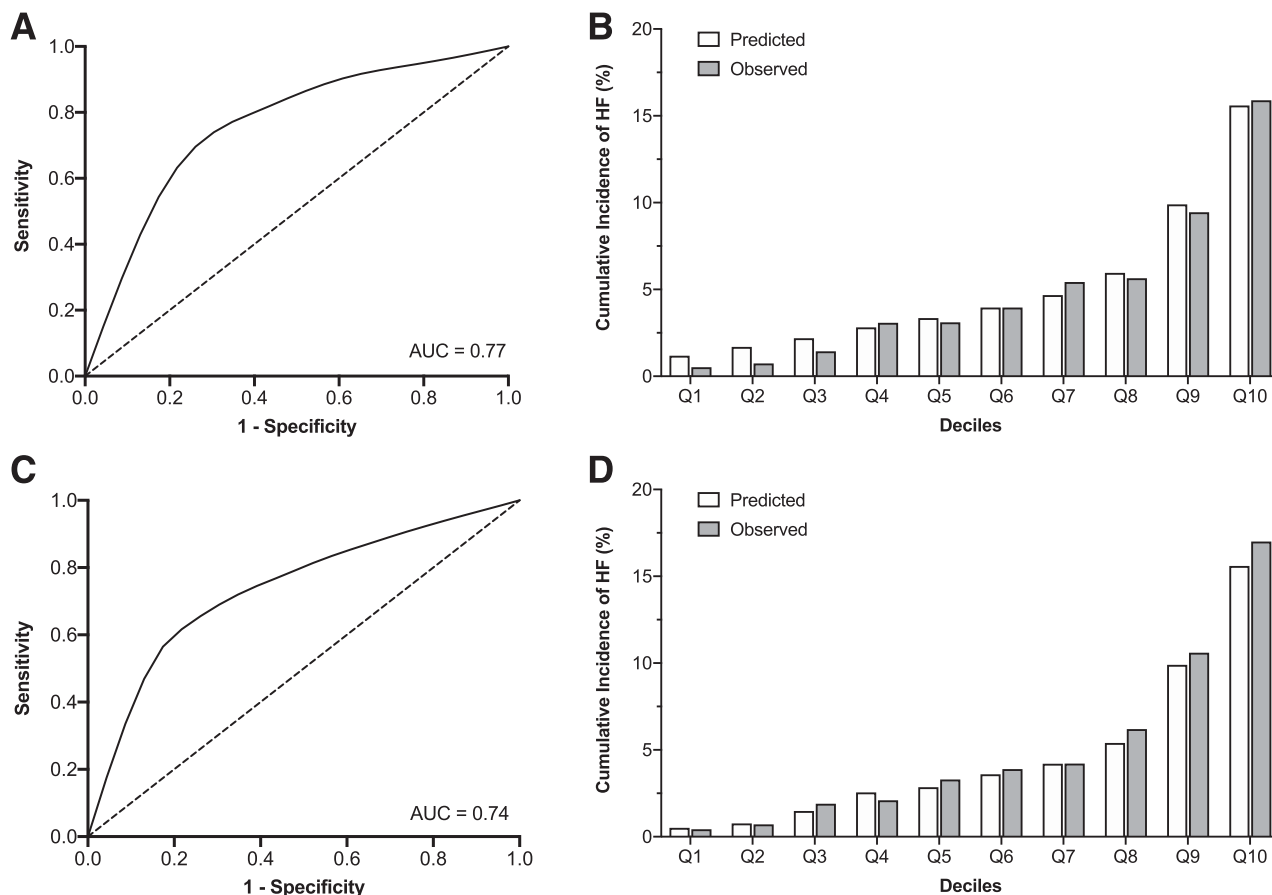 A
1.0
0.8
0.6
0.4
0.2
0.0
Sensitivity
AUC = 0.77
0.0 0.2 0.4 0.6 0.8 1.0
1 - Specificity
B
20
15
10
5
0
Cumulative Incidence of HF (%)
Predicted
Observed
Q1 Q2 Q3 Q4 Q5 Q6 Q7 Q8 Q9 Q10
Deciles
C
1.0
0.8
0.6
0.4
0.2
0.0
Sensitivity
AUC = 0.74
0.0 0.2 0.4 0.6 0.8 1.0
1 - Specificity
D
20
15
10
5
0
Cumulative Incidence of HF (%)
Predicted
Observed
Q1 Q2 Q3 Q4 Q5 Q6 Q7 Q8 Q9 Q10
Deciles